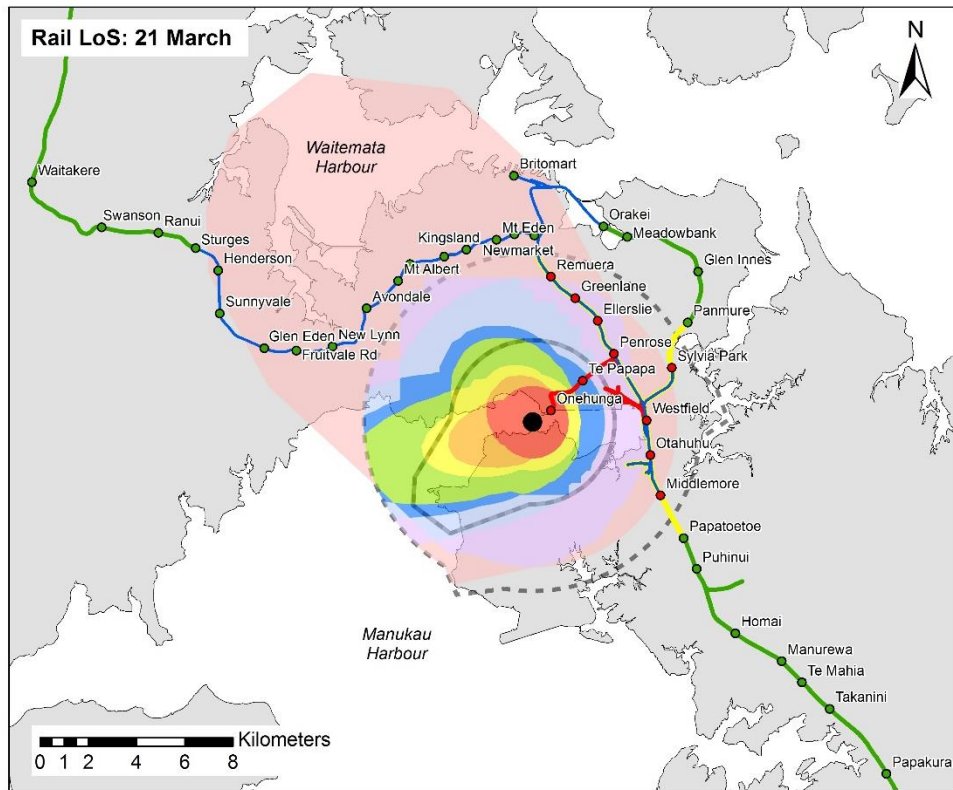 Rail LoS: 21 March
N
Waitemata
Harbour
Britomart
Waitakere
Swanson
Ranui
Sturges
Henderson
Sunnyvale
Glen Eden
Fruitvale Rd
New Lynn
Avondale
Mt Albert
Kingsland
Mt Eden
Newmarket
Orakei
Meadowbank
Glen Innes
Remuera
Greenlane
Ellerslie
Panmure
Penrose
Sylvia Park
Te Papapa
Onehunga
Westfield
Otahuhu
Middlemore
Papatoetoe
Puhinui
Manukau
Harbour
Homai
Manurewa
Te Mahia
Takanini
Papakura
Kilometers
0 1 2 4 6 8